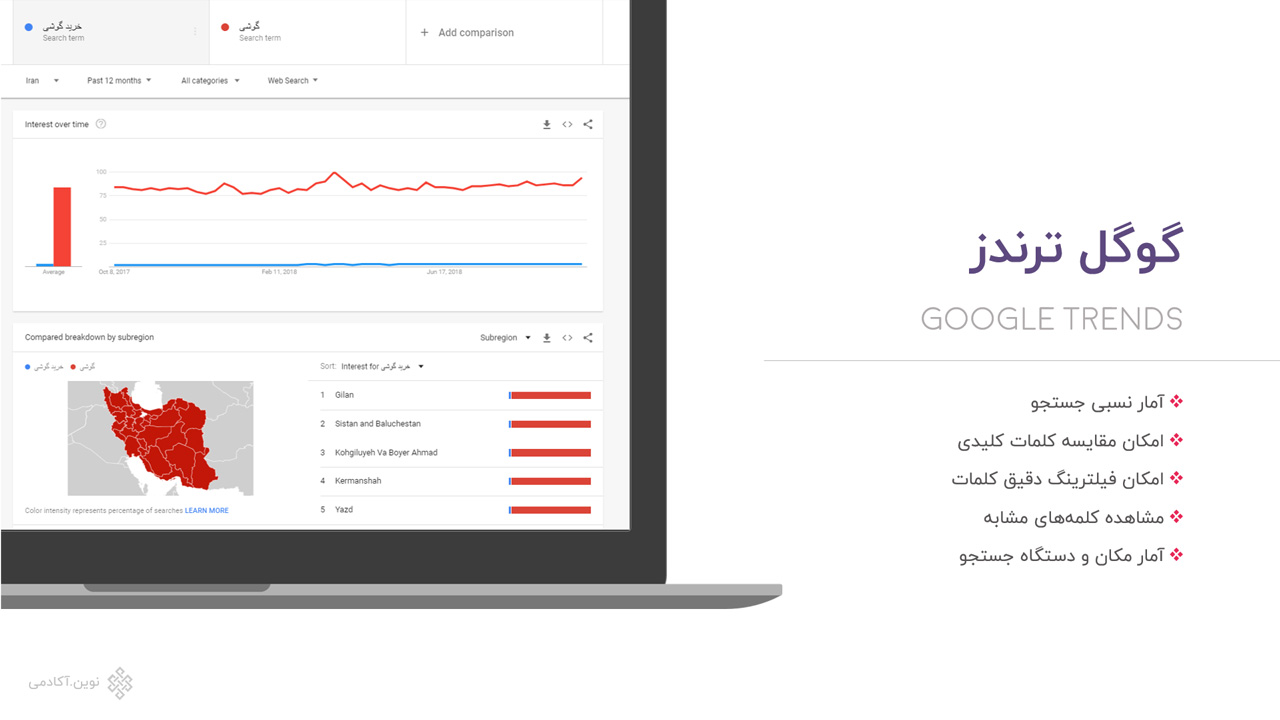 خرید گوشی
Search term
گوشی
Search term
+ Add comparison
Iran
Past 12 months
All categories
Web Search
Interest over time
100
75
50
25
Average
Oct 8, 2017
Feb 11, 2018
Jun 17, 2018
Compared breakdown by subregion
Subregion
خرید گوشی
گوشی
Sort: Interest for خرید گوشی
1 Gilan
2 Sistan and Baluchestan
3 Kohgiluyeh Va Boyer Ahmad
4 Kermanshah
5 Yazd
Color intensity represents percentage of searches LEARN MORE
گوگل ترندز
GOOGLE TRENDS
آمار نسبی جستجو
امکان مقایسه کلمات کلیدی
امکان فیلترینگ دقیق کلمات
مشاهده کلمه‌های مشابه
آمار مکان و دستگاه جستجو
نوین.آکادمی